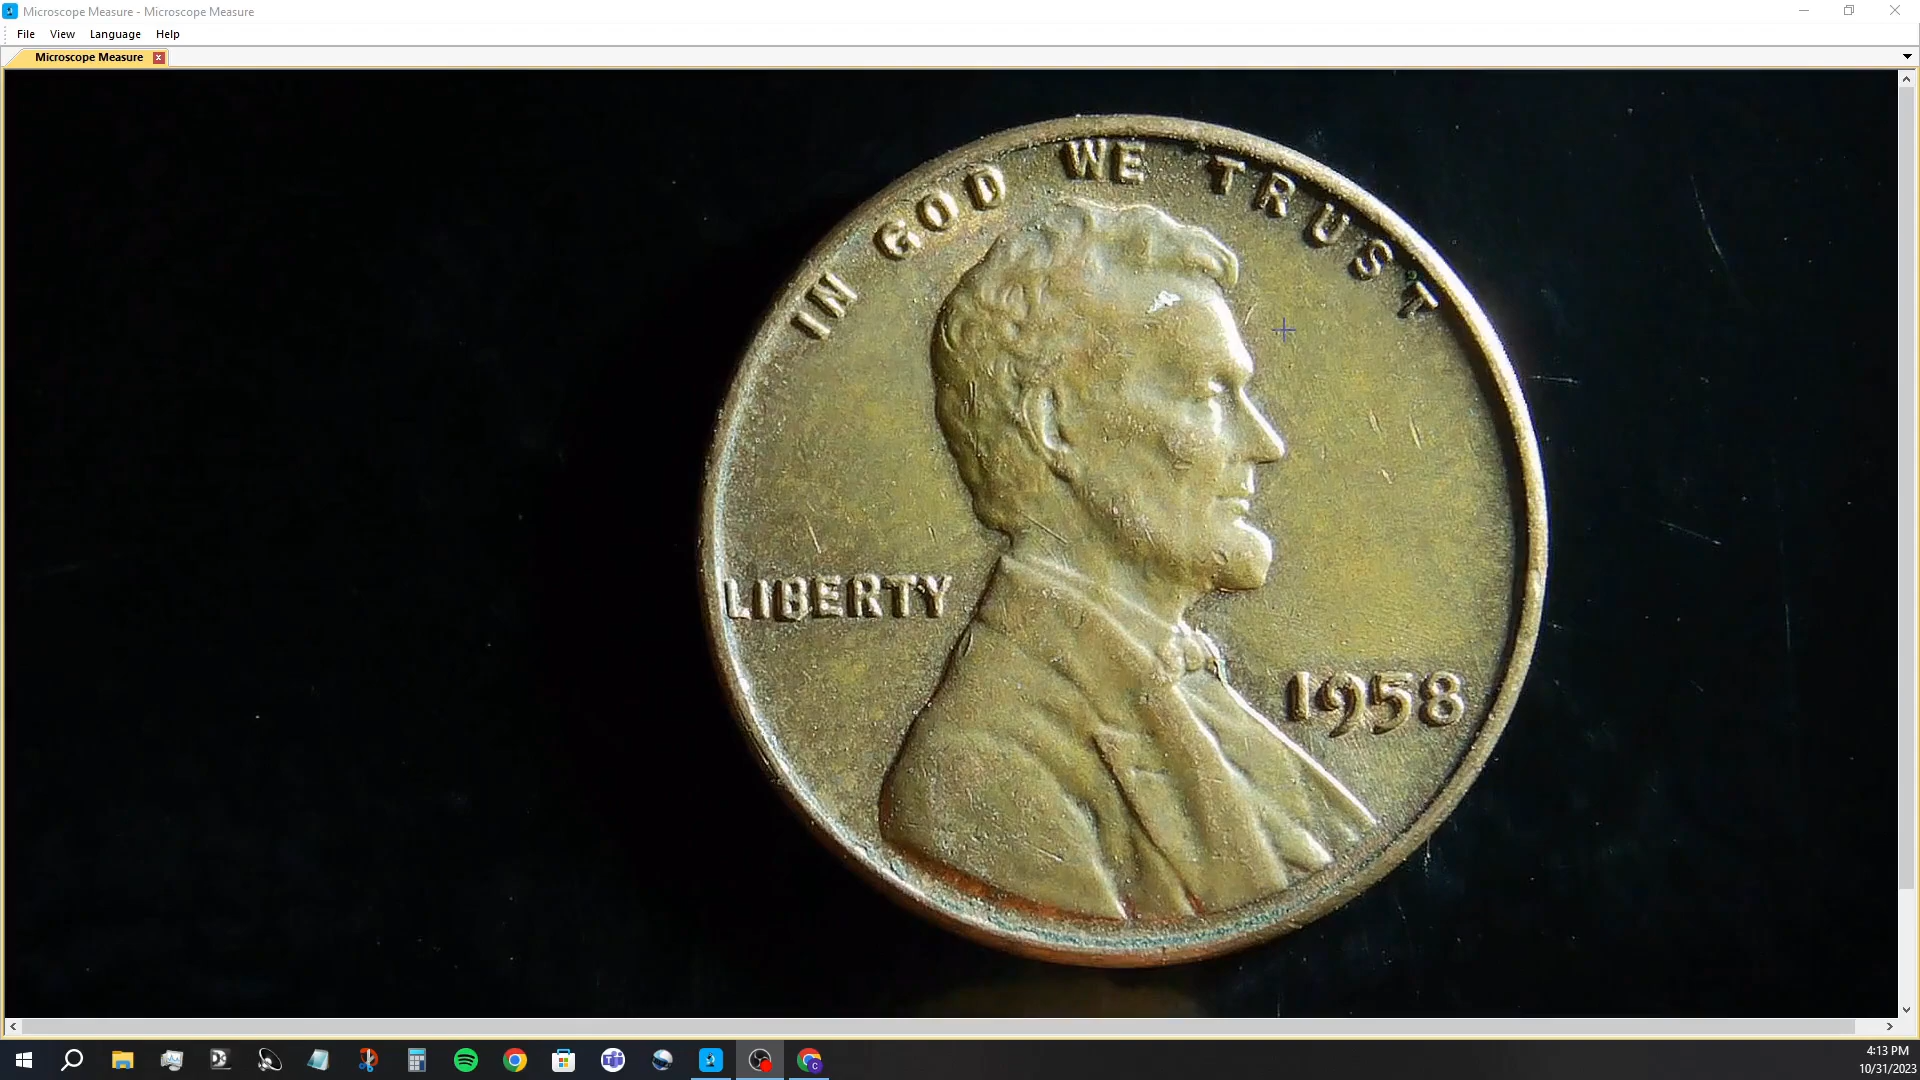 Microscope Measure - Microscope Measure
File View Language Help
Microscope Measure
IN GOD WE TRUST
LIBERTY
1958
4:13 PM
10/31/2023